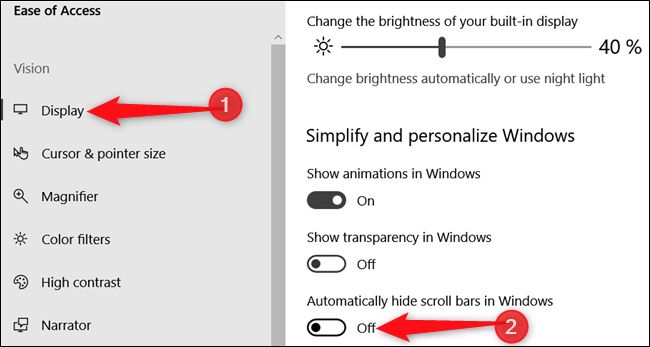 Ease of Access
Vision
Display
1
Cursor & pointer size
Magnifier
Color filters
High contrast
Narrator
Change the brightness of your built-in display
40 %
Change brightness automatically or use night light
Simplify and personalize Windows
Show animations in Windows
On
Show transparency in Windows
Off
Automatically hide scroll bars in Windows
Off
2